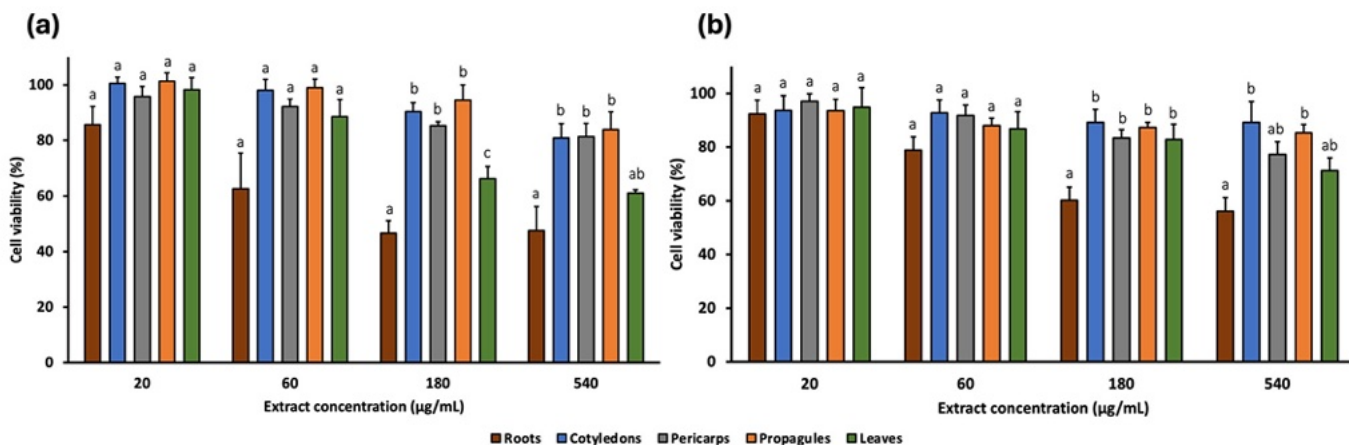 (a)
Cell viability (%)
100
80
60
40
20
0
a a a a a
a a a a a
a b b b c
a b b b ab
20 60 180 540
Extract concentration (µg/mL)
(b)
Cell viability (%)
100
80
60
40
20
0
a a a a a
a a a a a
a b b b b
a b ab b ab
20 60 180 540
Extract concentration (µg/mL)
Roots Cotyledons Pericarps Propagules Leaves